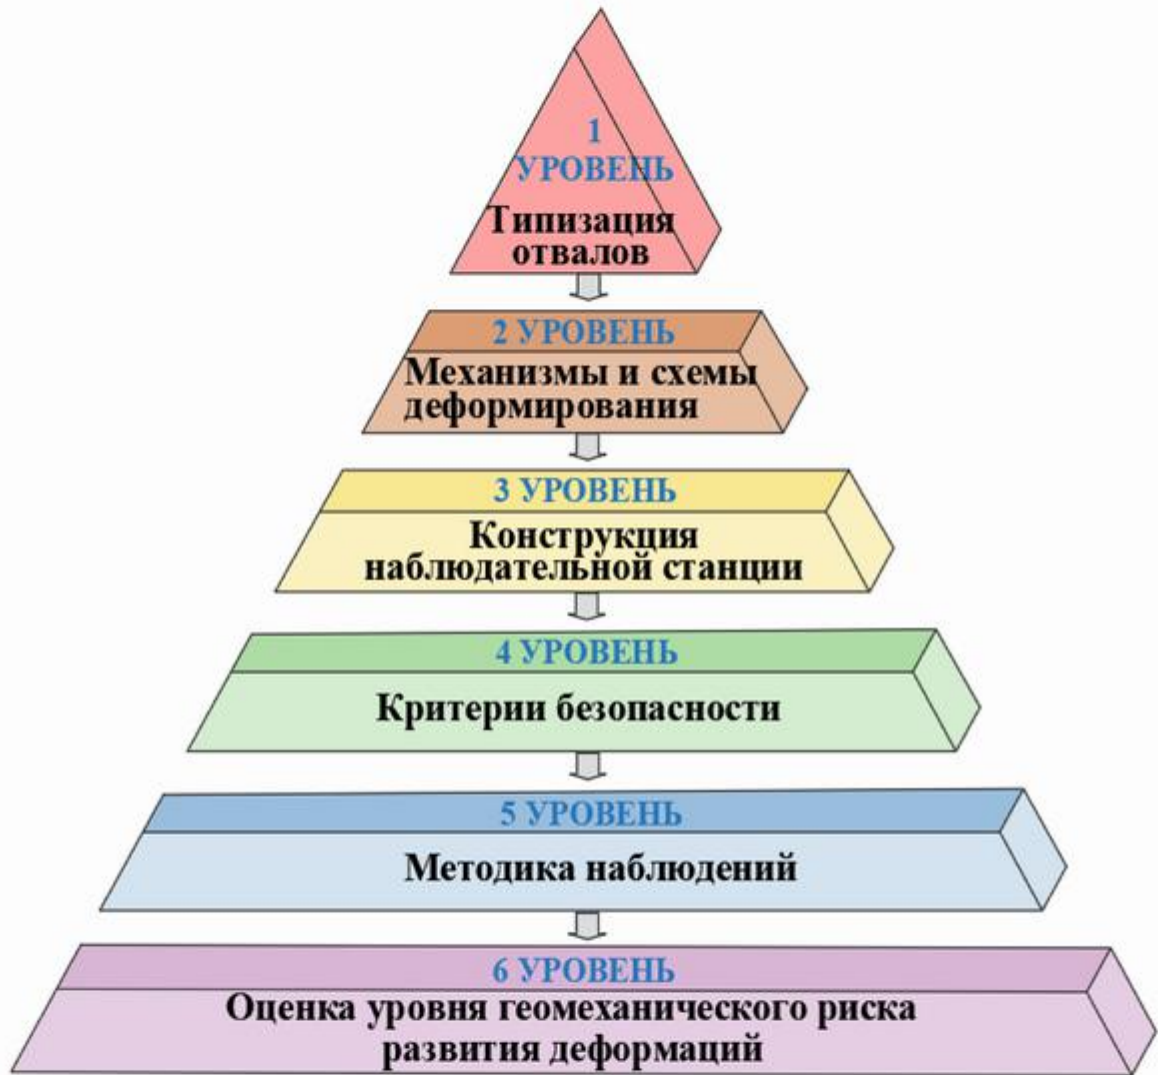 1
УРОВЕНЬ
Типизация
отвалов
2 УРОВЕНЬ
Механизмы и схемы
деформирования
3 УРОВЕНЬ
Конструкция
наблюдательной станции
4 УРОВЕНЬ
Критерии безопасности
5 УРОВЕНЬ
Методика наблюдений
6 УРОВЕНЬ
Оценка уровня геомеханического риска
развития деформаций